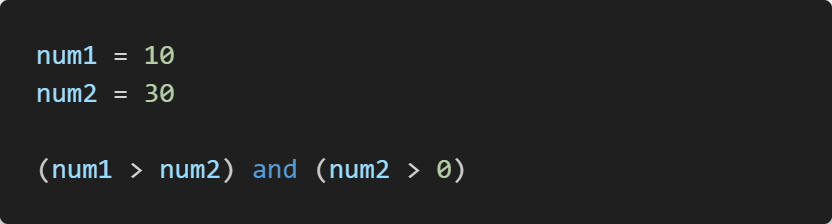 num1 = 10
num2 = 30
(num1 > num2) and (num2 > 0)